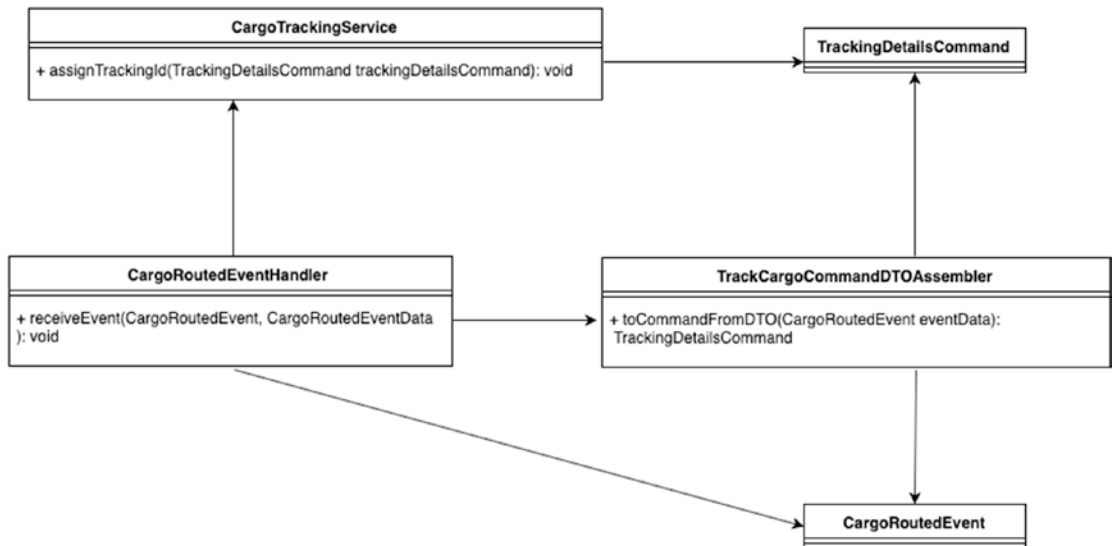 CargoTrackingService
+ assignTrackingId(TrackingDetailsCommand trackingDetailsCommand): void
TrackingDetailsCommand
CargoRoutedEventHandler
+ receiveEvent(CargoRoutedEvent, CargoRoutedEventData
): void
TrackCargoCommandDTOAssembler
+ toCommandFromDTO(CargoRoutedEvent eventData):
TrackingDetailsCommand
CargoRoutedEvent